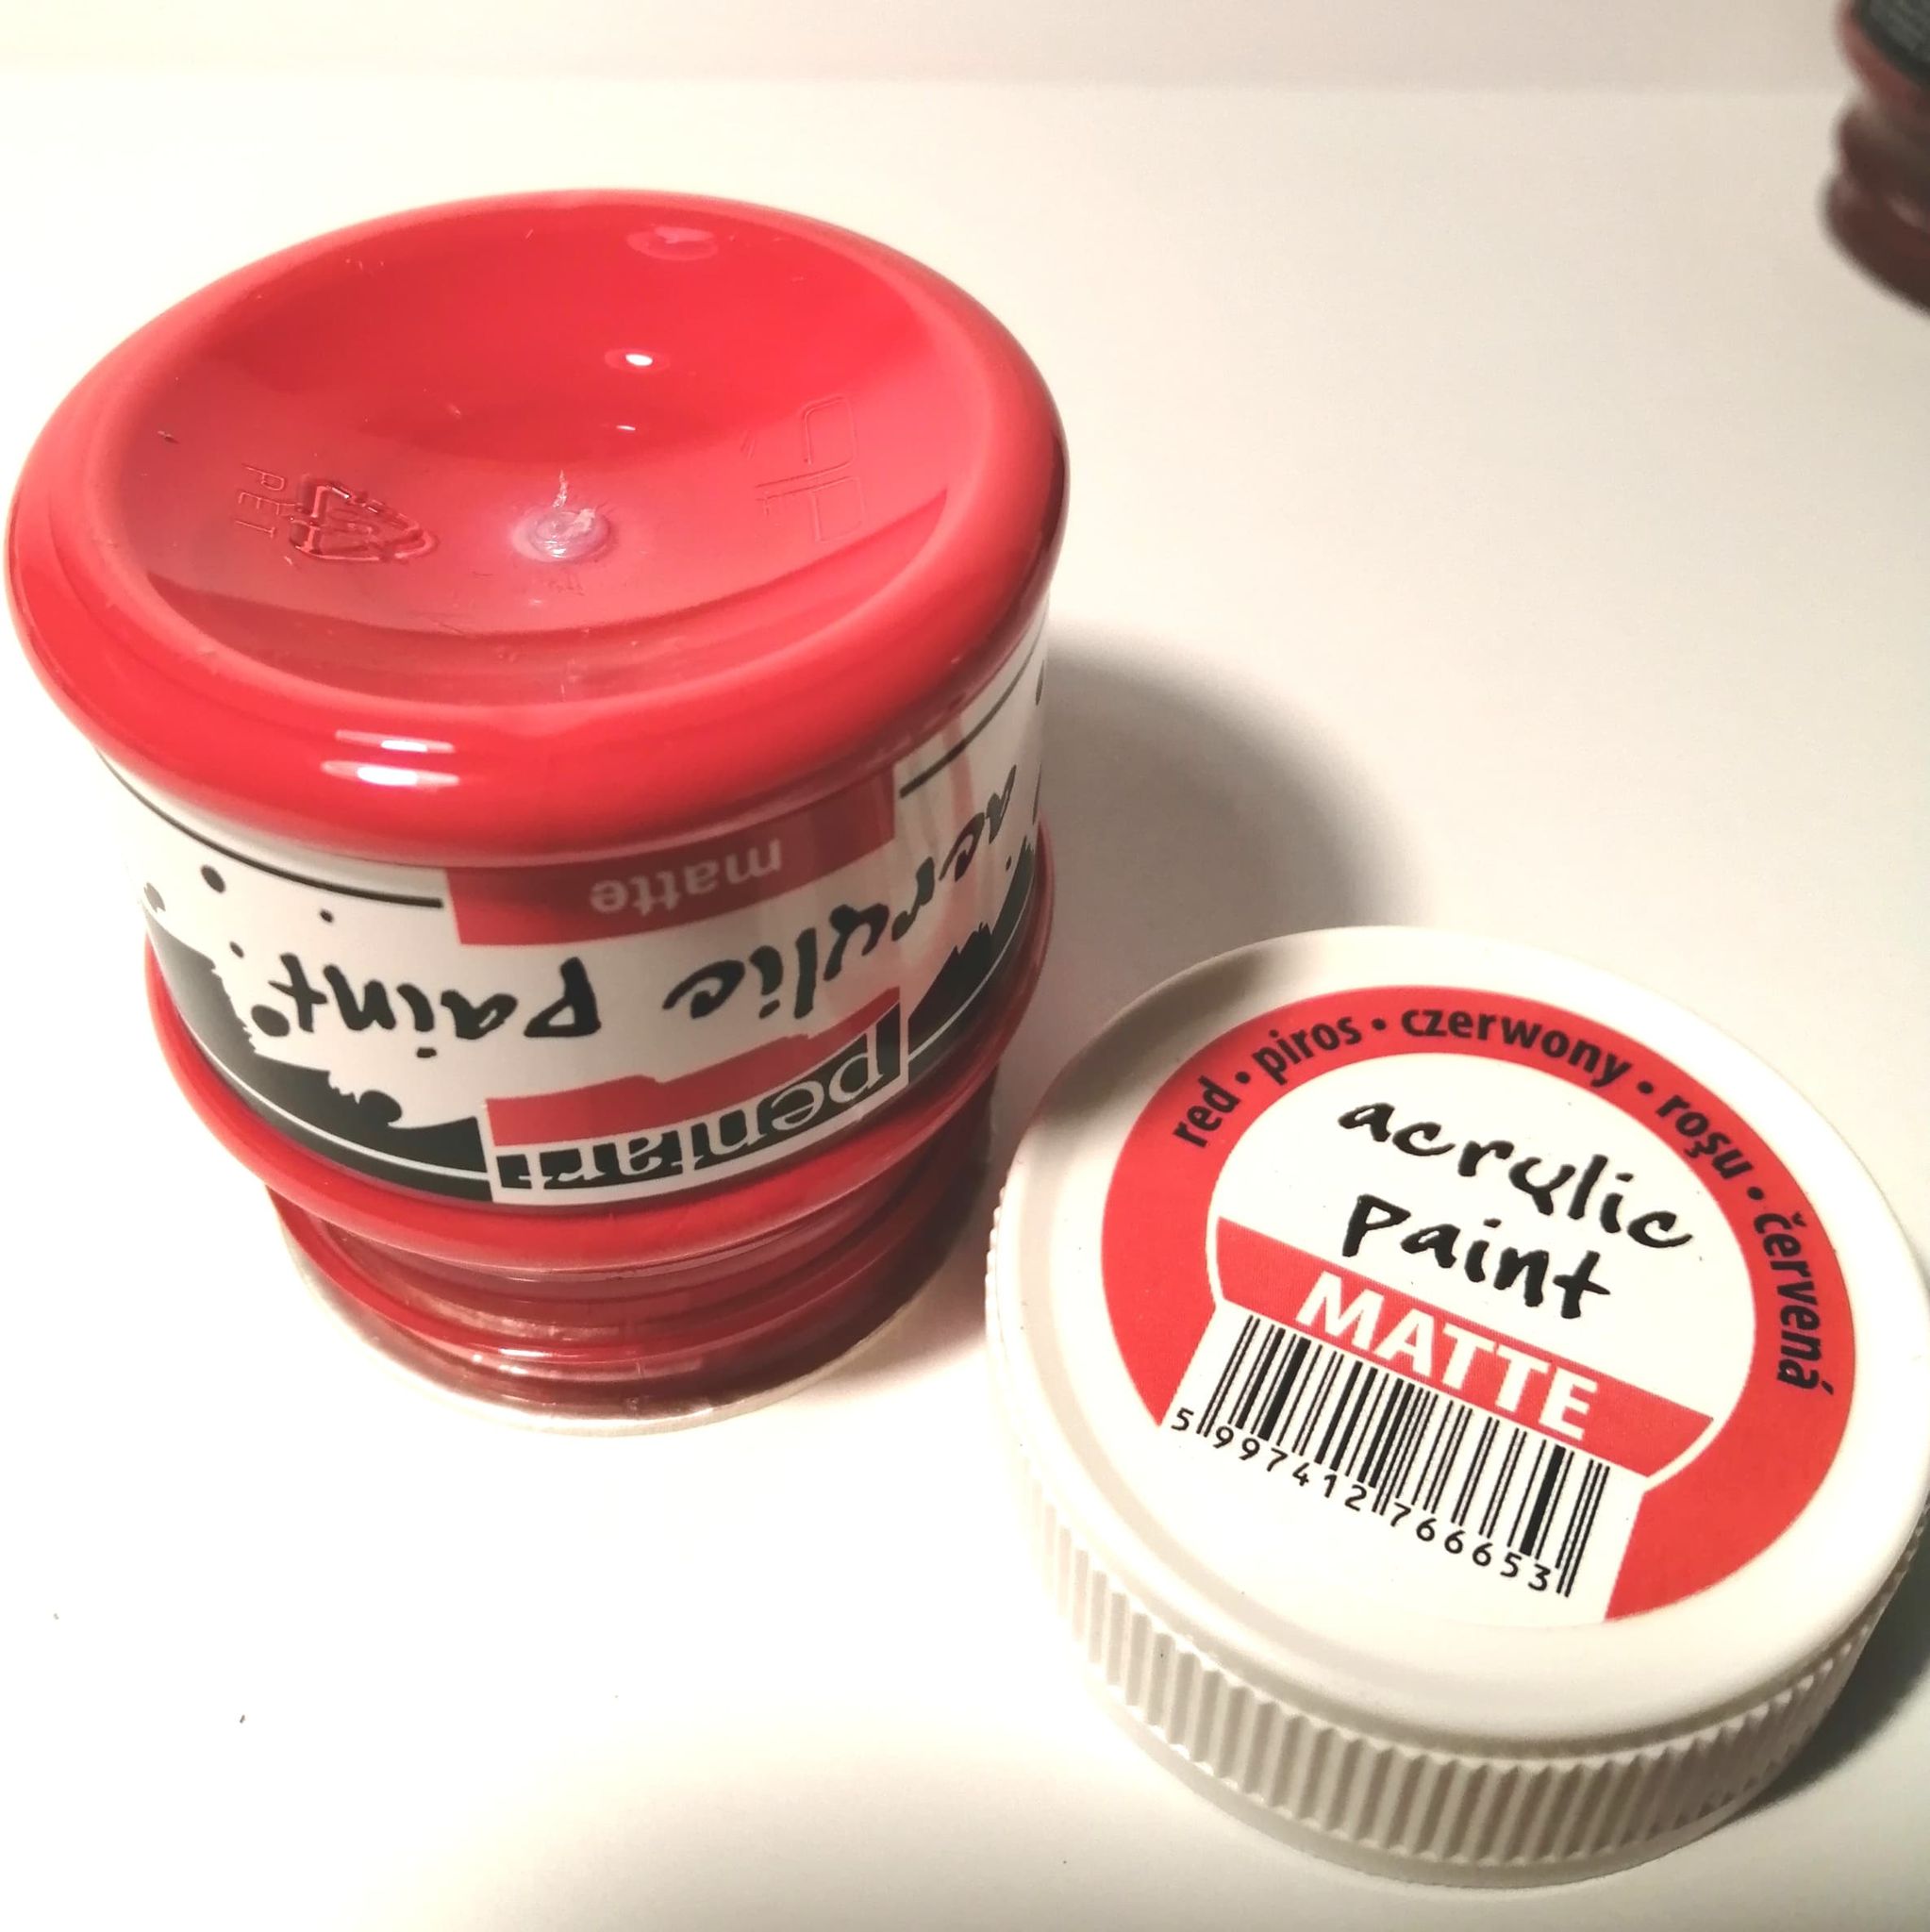 PET
matte
acrylic paint
pentart
red • piros • czerwony • roşu • červená
acrylic
paint
MATTE
5 997412 766653